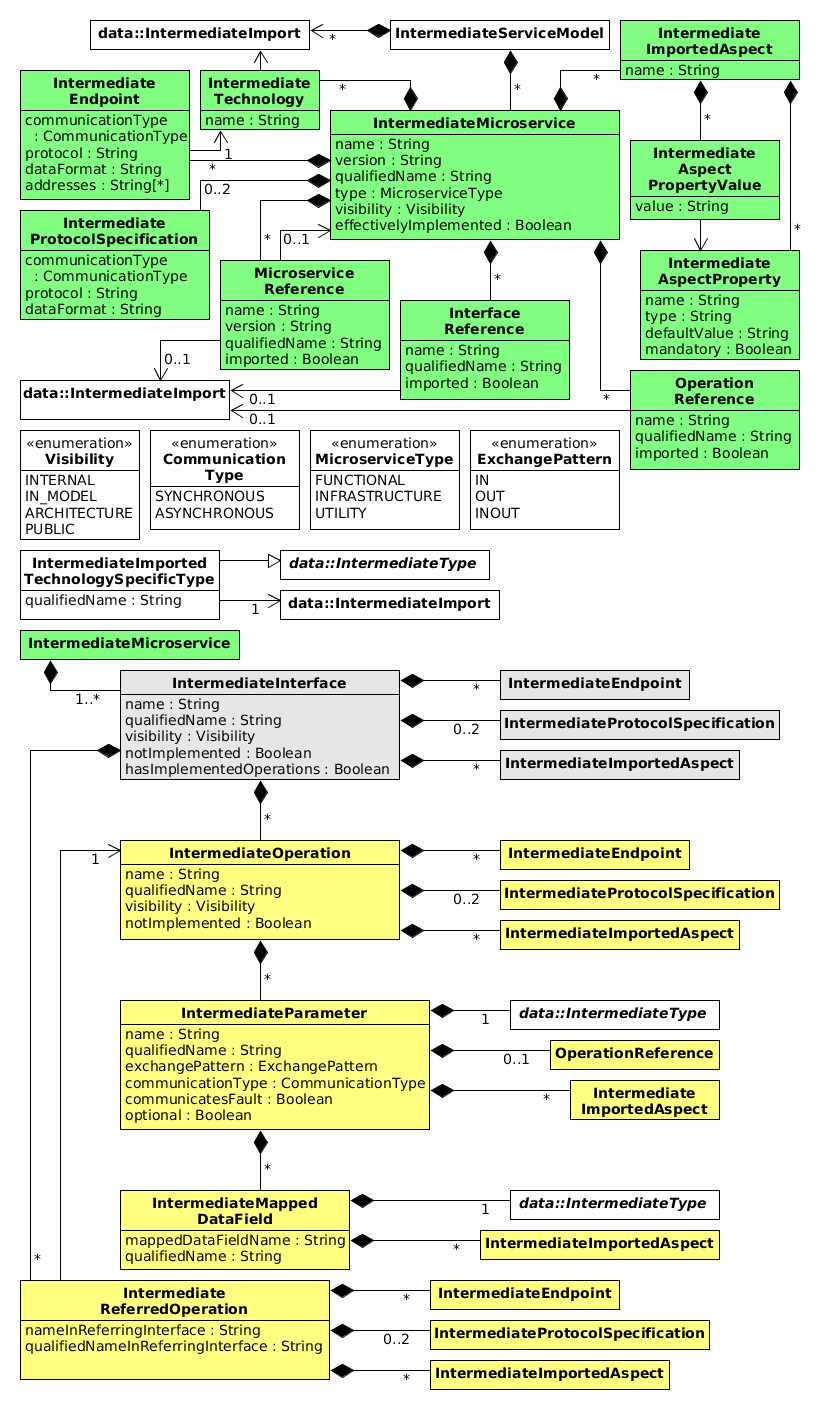 data::IntermediateImport
*
IntermediateServiceModel
Intermediate
ImportedAspect
name : String
*
*
*
Intermediate
Endpoint
communicationType
: CommunicationType
protocol : String
dataFormat : String
addresses : String[*]
Intermediate
Technology
name : String
*
1
*
0..2
IntermediateMicroservice
name : String
version : String
qualifiedName : String
type : MicroserviceType
visibility : Visibility
effectivelyImplemented : Boolean
*
Intermediate
Aspect
PropertyValue
value : String
*
Intermediate
ProtocolSpecification
communicationType
: CommunicationType
protocol : String
dataFormat : String
*
0..1
Microservice
Reference
name : String
version : String
qualifiedName : String
imported : Boolean
*
Interface
Reference
name : String
qualifiedName : String
imported : Boolean
Intermediate
AspectProperty
name : String
type : String
defaultValue : String
mandatory : Boolean
0..1
data::IntermediateImport
0..1
0..1
*
Operation
Reference
name : String
qualifiedName : String
imported : Boolean
«enumeration»
Visibility
INTERNAL
IN_MODEL
ARCHITECTURE
PUBLIC
«enumeration»
Communication
Type
SYNCHRONOUS
ASYNCHRONOUS
«enumeration»
MicroserviceType
FUNCTIONAL
INFRASTRUCTURE
UTILITY
«enumeration»
ExchangePattern
IN
OUT
INOUT
IntermediateImported
TechnologySpecificType
qualifiedName : String
data::IntermediateType
1
data::IntermediateImport
IntermediateMicroservice
1..*
IntermediateInterface
name : String
qualifiedName : String
visibility : Visibility
notImplemented : Boolean
hasImplementedOperations : Boolean
*
IntermediateEndpoint
0..2
IntermediateProtocolSpecification
*
IntermediateImportedAspect
*
1
IntermediateOperation
name : String
qualifiedName : String
visibility : Visibility
notImplemented : Boolean
*
IntermediateEndpoint
0..2
IntermediateProtocolSpecification
*
IntermediateImportedAspect
*
IntermediateParameter
name : String
qualifiedName : String
exchangePattern : ExchangePattern
communicationType : CommunicationType
communicatesFault : Boolean
optional : Boolean
1
data::IntermediateType
0..1
OperationReference
*
Intermediate
ImportedAspect
*
IntermediateMapped
DataField
mappedDataFieldName : String
qualifiedName : String
1
data::IntermediateType
*
IntermediateImportedAspect
*
Intermediate
ReferredOperation
nameInReferringInterface : String
qualifiedNameInReferringInterface : String
*
IntermediateEndpoint
0..2
IntermediateProtocolSpecification
*
IntermediateImportedAspect